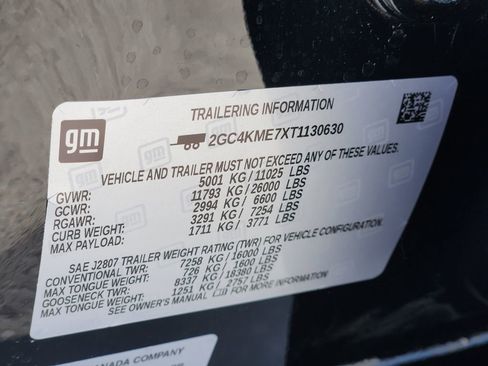 TRAILERING INFORMATION
gm
2GC4KME7XT1130630
VEHICLE AND TRAILER MUST NOT EXCEED ANY OF THESE VALUES.
GVWR: 5001 KG/11025 LBS
GCWR: 11793 KG/26000 LBS
RGAWR: 2994 KG/ 6600 LBS
CURB WEIGHT: 3291 KG/ 7254 LBS
MAX PAYLOAD: 1711 KG/ 3771 LBS
SAE J2807 TRAILER WEIGHT RATING (TWR) FOR VEHICLE CONFIGURATION.
CONVENTIONAL TWR: 7258 KG/16000 LBS
MAX TONGUE WEIGHT: 726 KG/ 1600 LBS
GOOSENECK TWR: 8337 KG/18380 LBS
MAX TONGUE WEIGHT: 1251 KG/ 2757 LBS
SEE OWNER'S MANUAL FOR ADDITIONAL INFORMATION
ANADA COMPANY